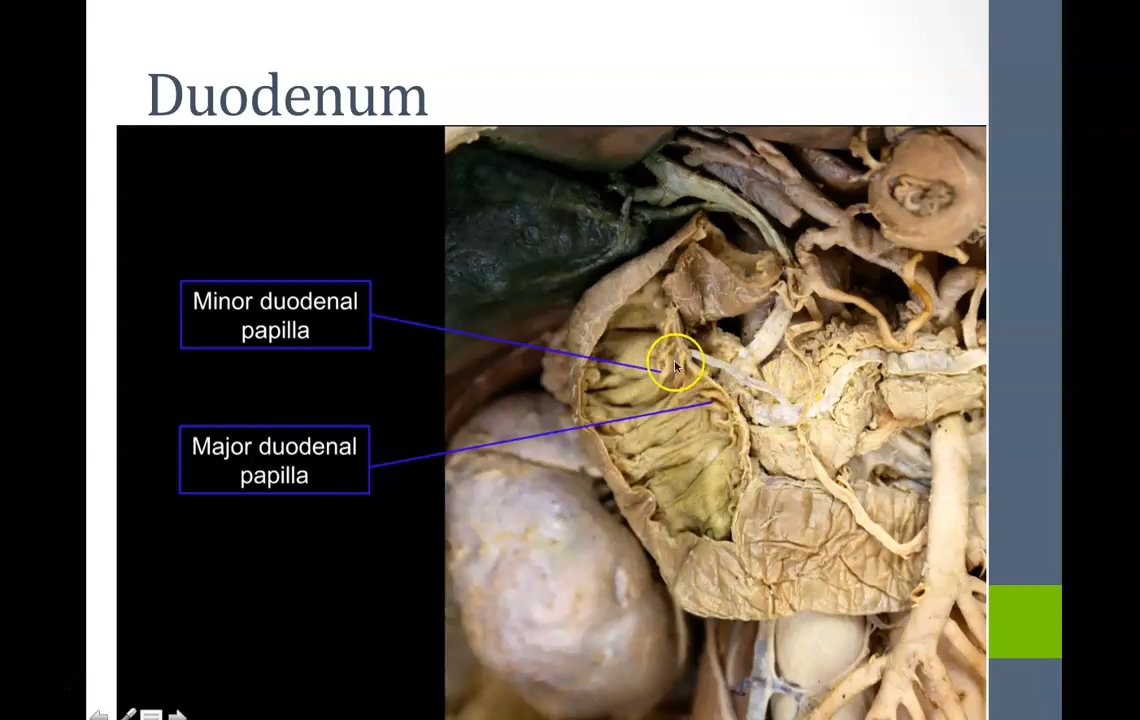 Duodenum
Minor duodenal
papilla
Major duodenal
papilla